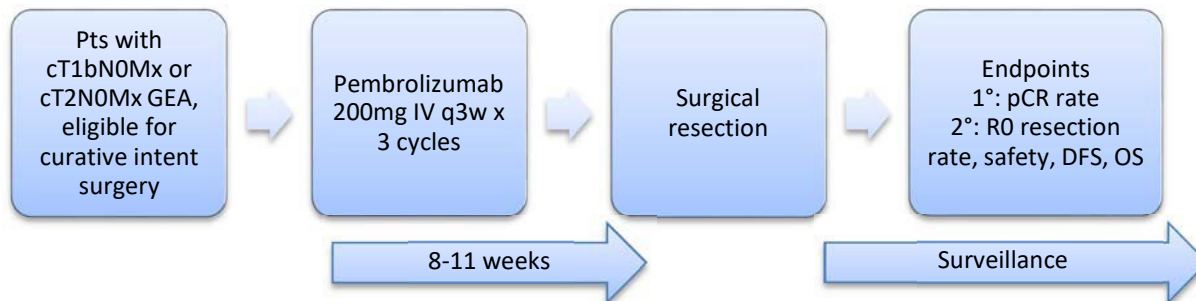 Pts with
cT1bN0Mx or
cT2N0Mx GEA,
eligible for
curative intent
surgery
Pembrolizumab
200mg IV q3w x
3 cycles
Surgical
resection
Endpoints
1°: pCR rate
2°: R0 resection
rate, safety, DFS, OS
8-11 weeks
Surveillance